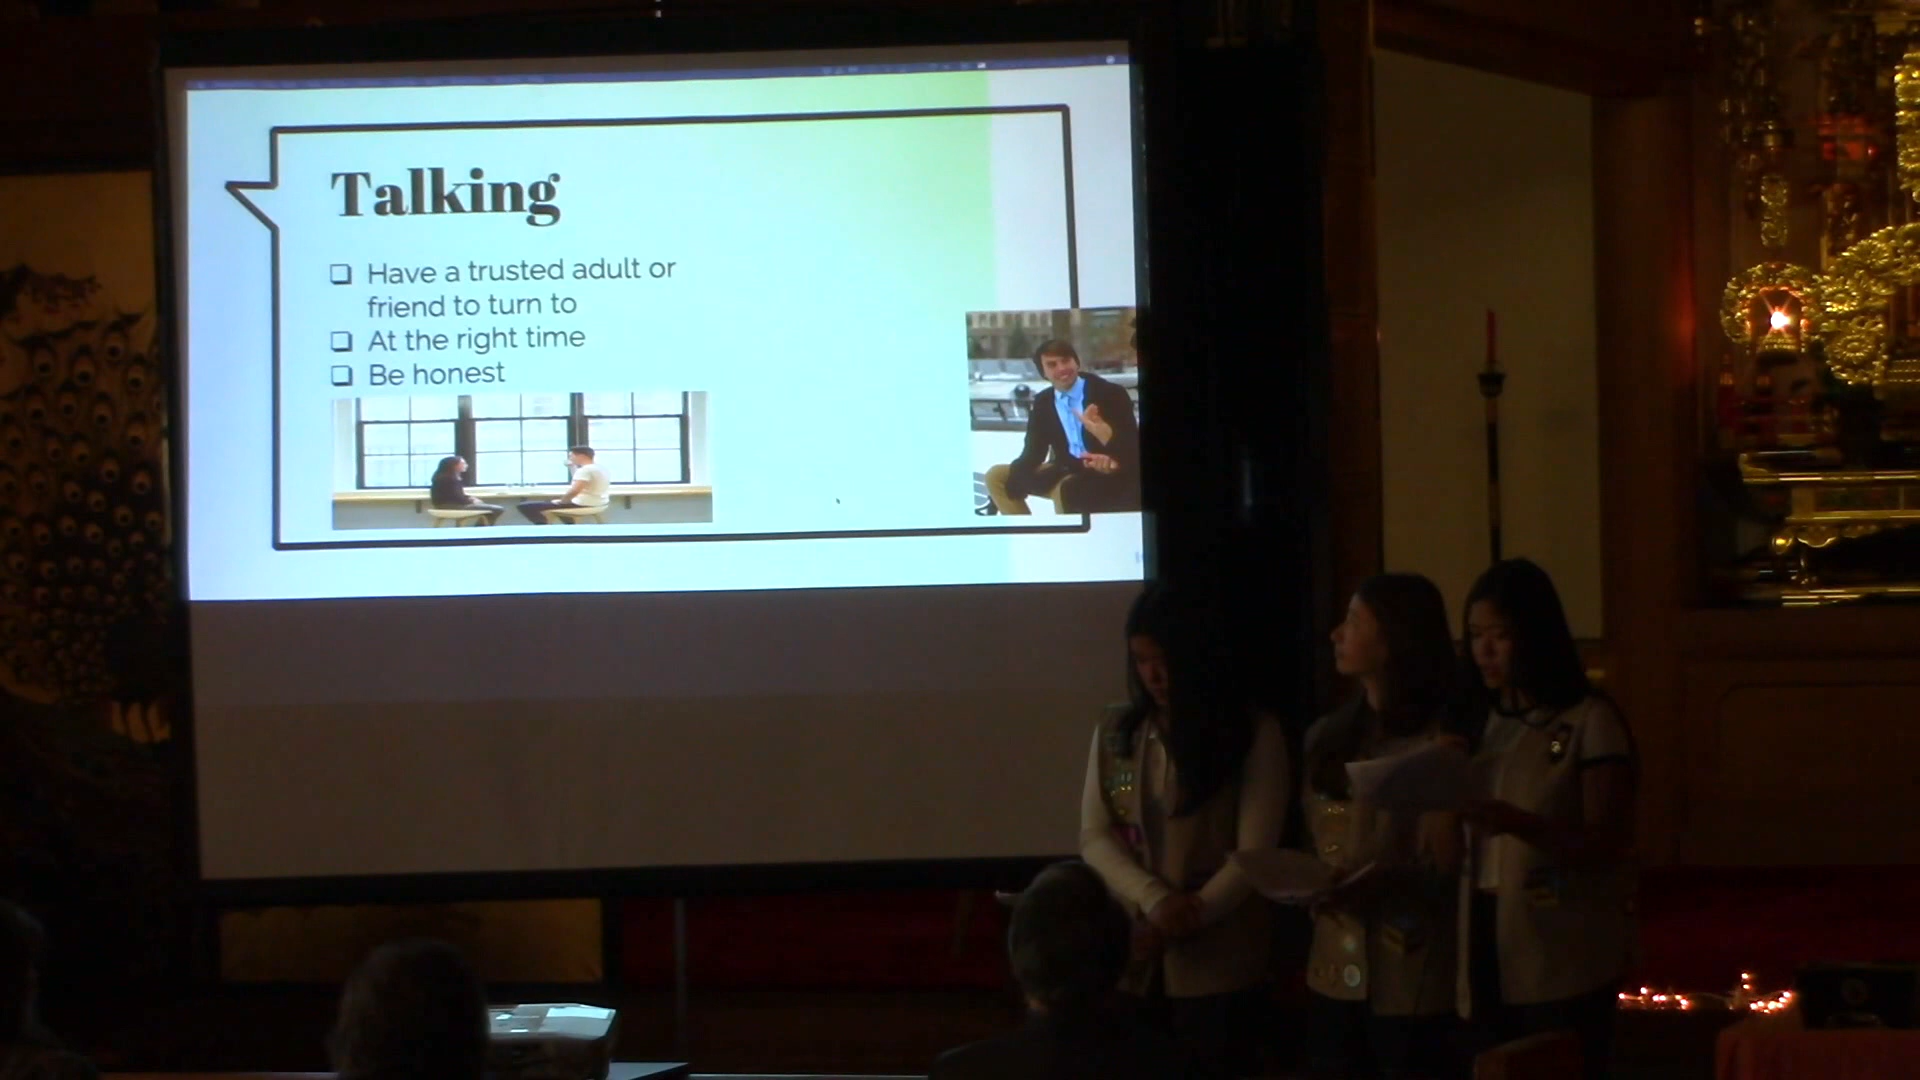 Talking
❏ Have a trusted adult or
friend to turn to
❏ At the right time
❏ Be honest